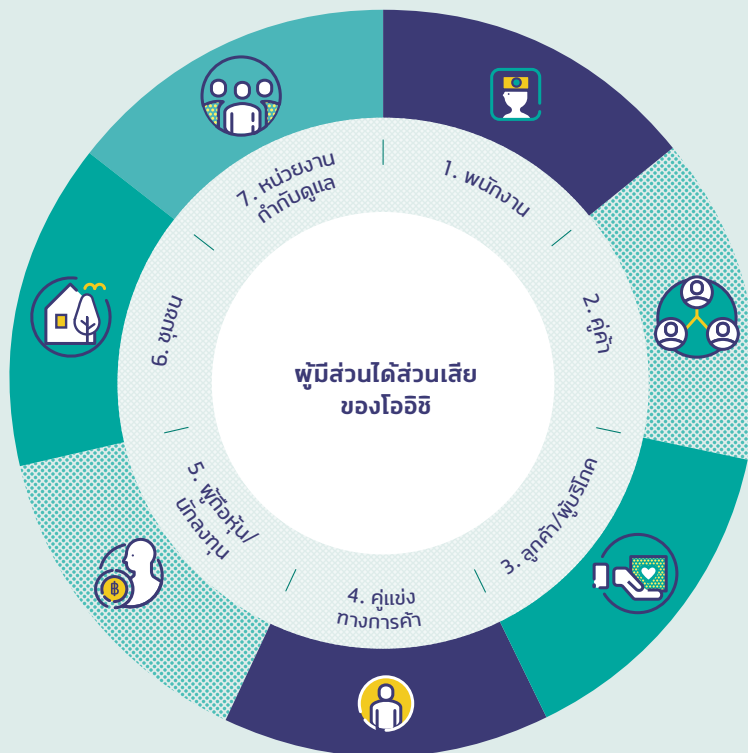 ผู้มีส่วนได้ส่วนเสีย
ของโออิชิ
1. พนักงาน
2. คู่ค้า
3. ลูกค้า/ผู้บริโภค
4. คู่แข่ง
ทางการค้า
5. ผู้ถือหุ้น/
นักลงทุน
6. ชุมชน
7. หน่วยงาน
กำกับดูแล
฿